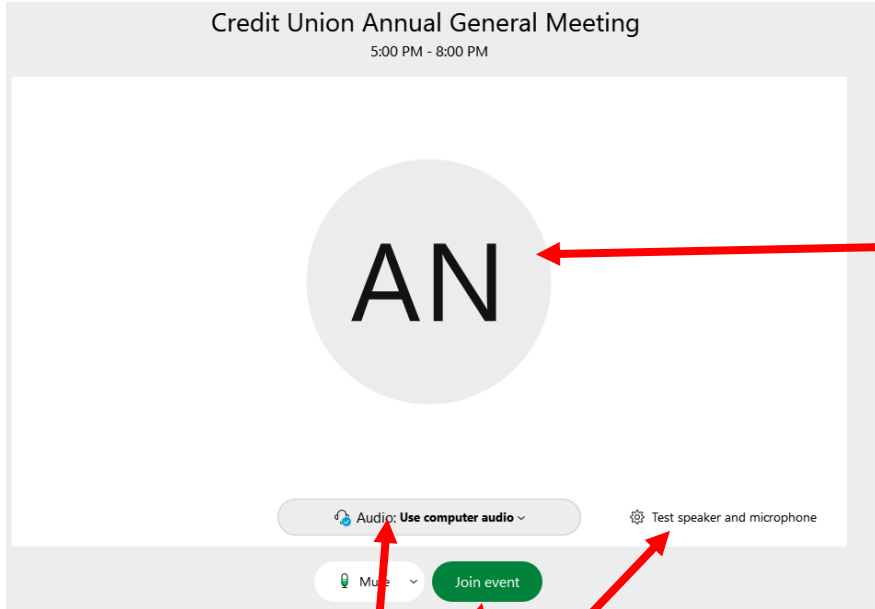 Credit Union Annual General Meeting
5:00 PM - 8:00 PM
AN
Audio: Use computer audio
Test speaker and microphone
Mute
Join event